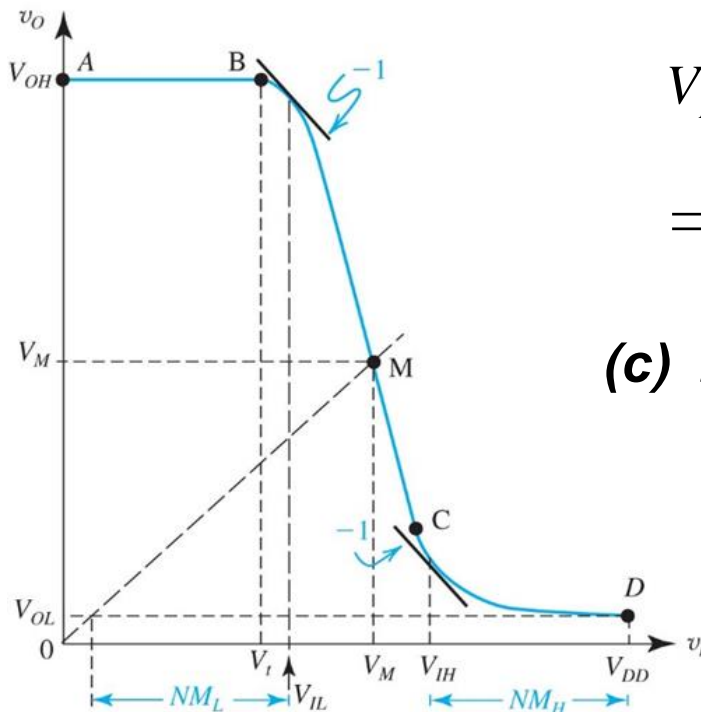 v_O
V_OH A B −1
V
=
V_M M
(c)
−1 C
D
V_OL
0
V_t V_IL V_M V_IH V_DD
NM_L NM_H